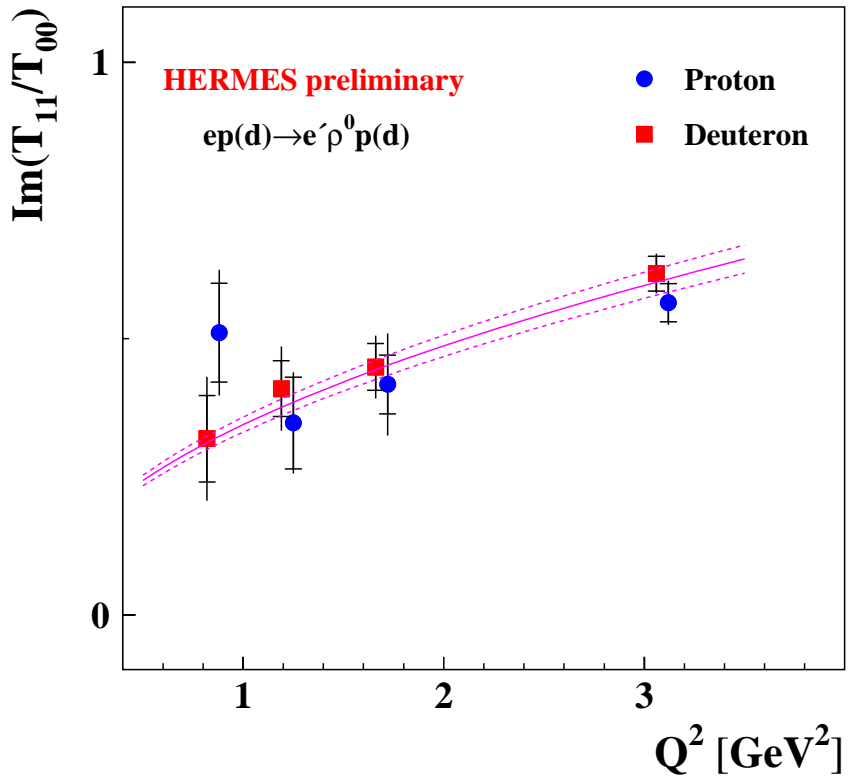 Im(T₁₁/T₀₀)
1
HERMES preliminary
Proton
ep(d)→e´ρ⁰p(d)
Deuteron
0
1 2 3
Q² [GeV²]